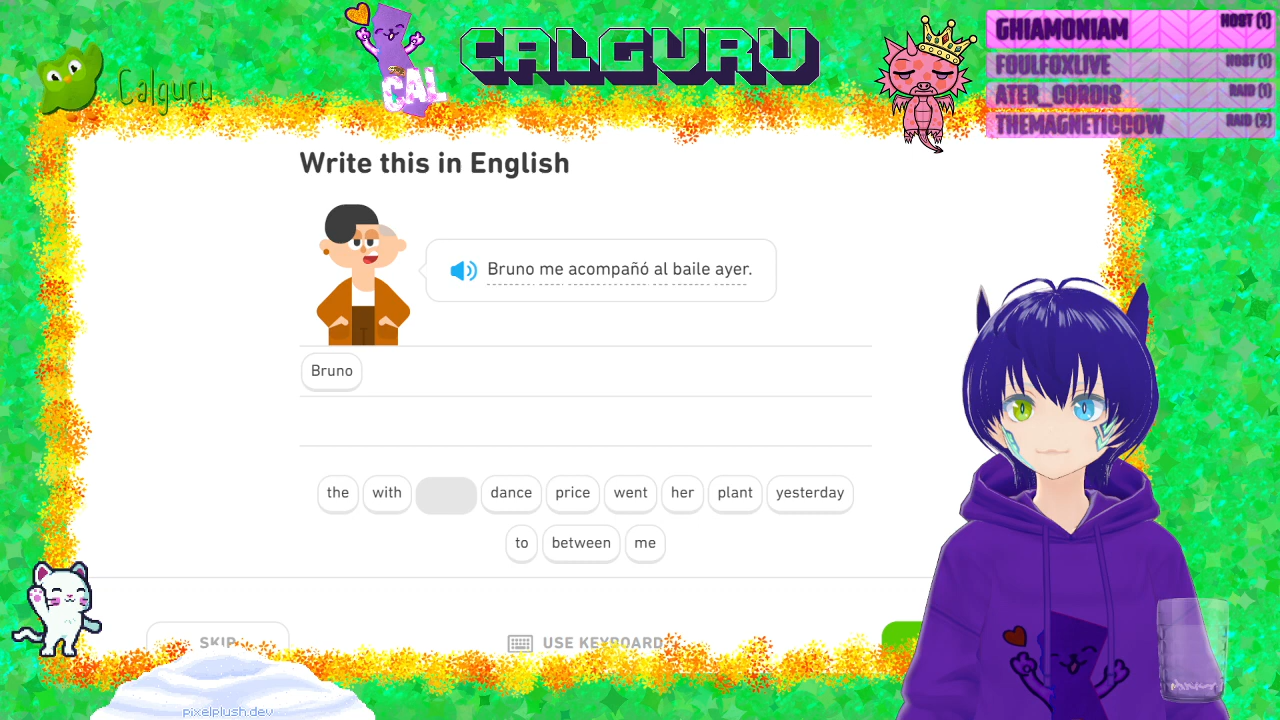 Calguru
CAL
CALGURU
GHIAMONIAM HOST (1)
FOULFOXLIVE HOST (1)
ATER_CORDIS RAID (1)
THEMAGNETICCOW RAID (2)
Write this in English
Bruno me acompañó al baile ayer.
Bruno
the with dance price went her plant yesterday
to between me
SKIP USE KEYBOARD
pixelplush.dev